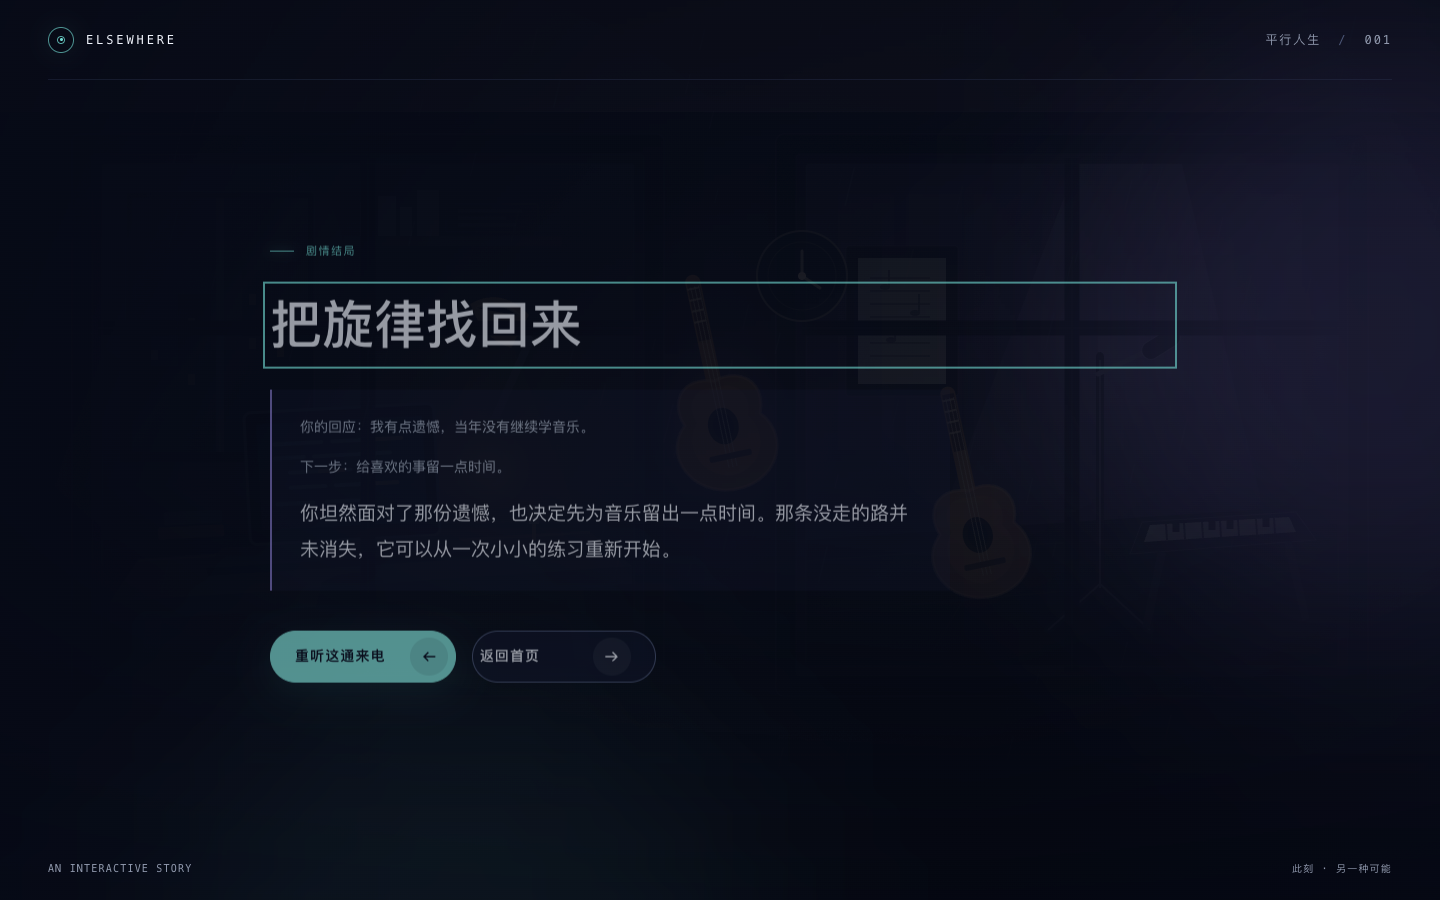 ELSEWHERE
平行人生 / 001
剧情结局
把旋律找回来
你的回应：我有点遗憾，当年没有继续学音乐。
下一步：给喜欢的事留一点时间。
你坦然面对了那份遗憾，也决定先为音乐留出一点时间。那条没走的路并
未消失，它可以从一次小小的练习重新开始。
重听这通来电 ←
返回首页 →
AN INTERACTIVE STORY
此刻 · 另一种可能